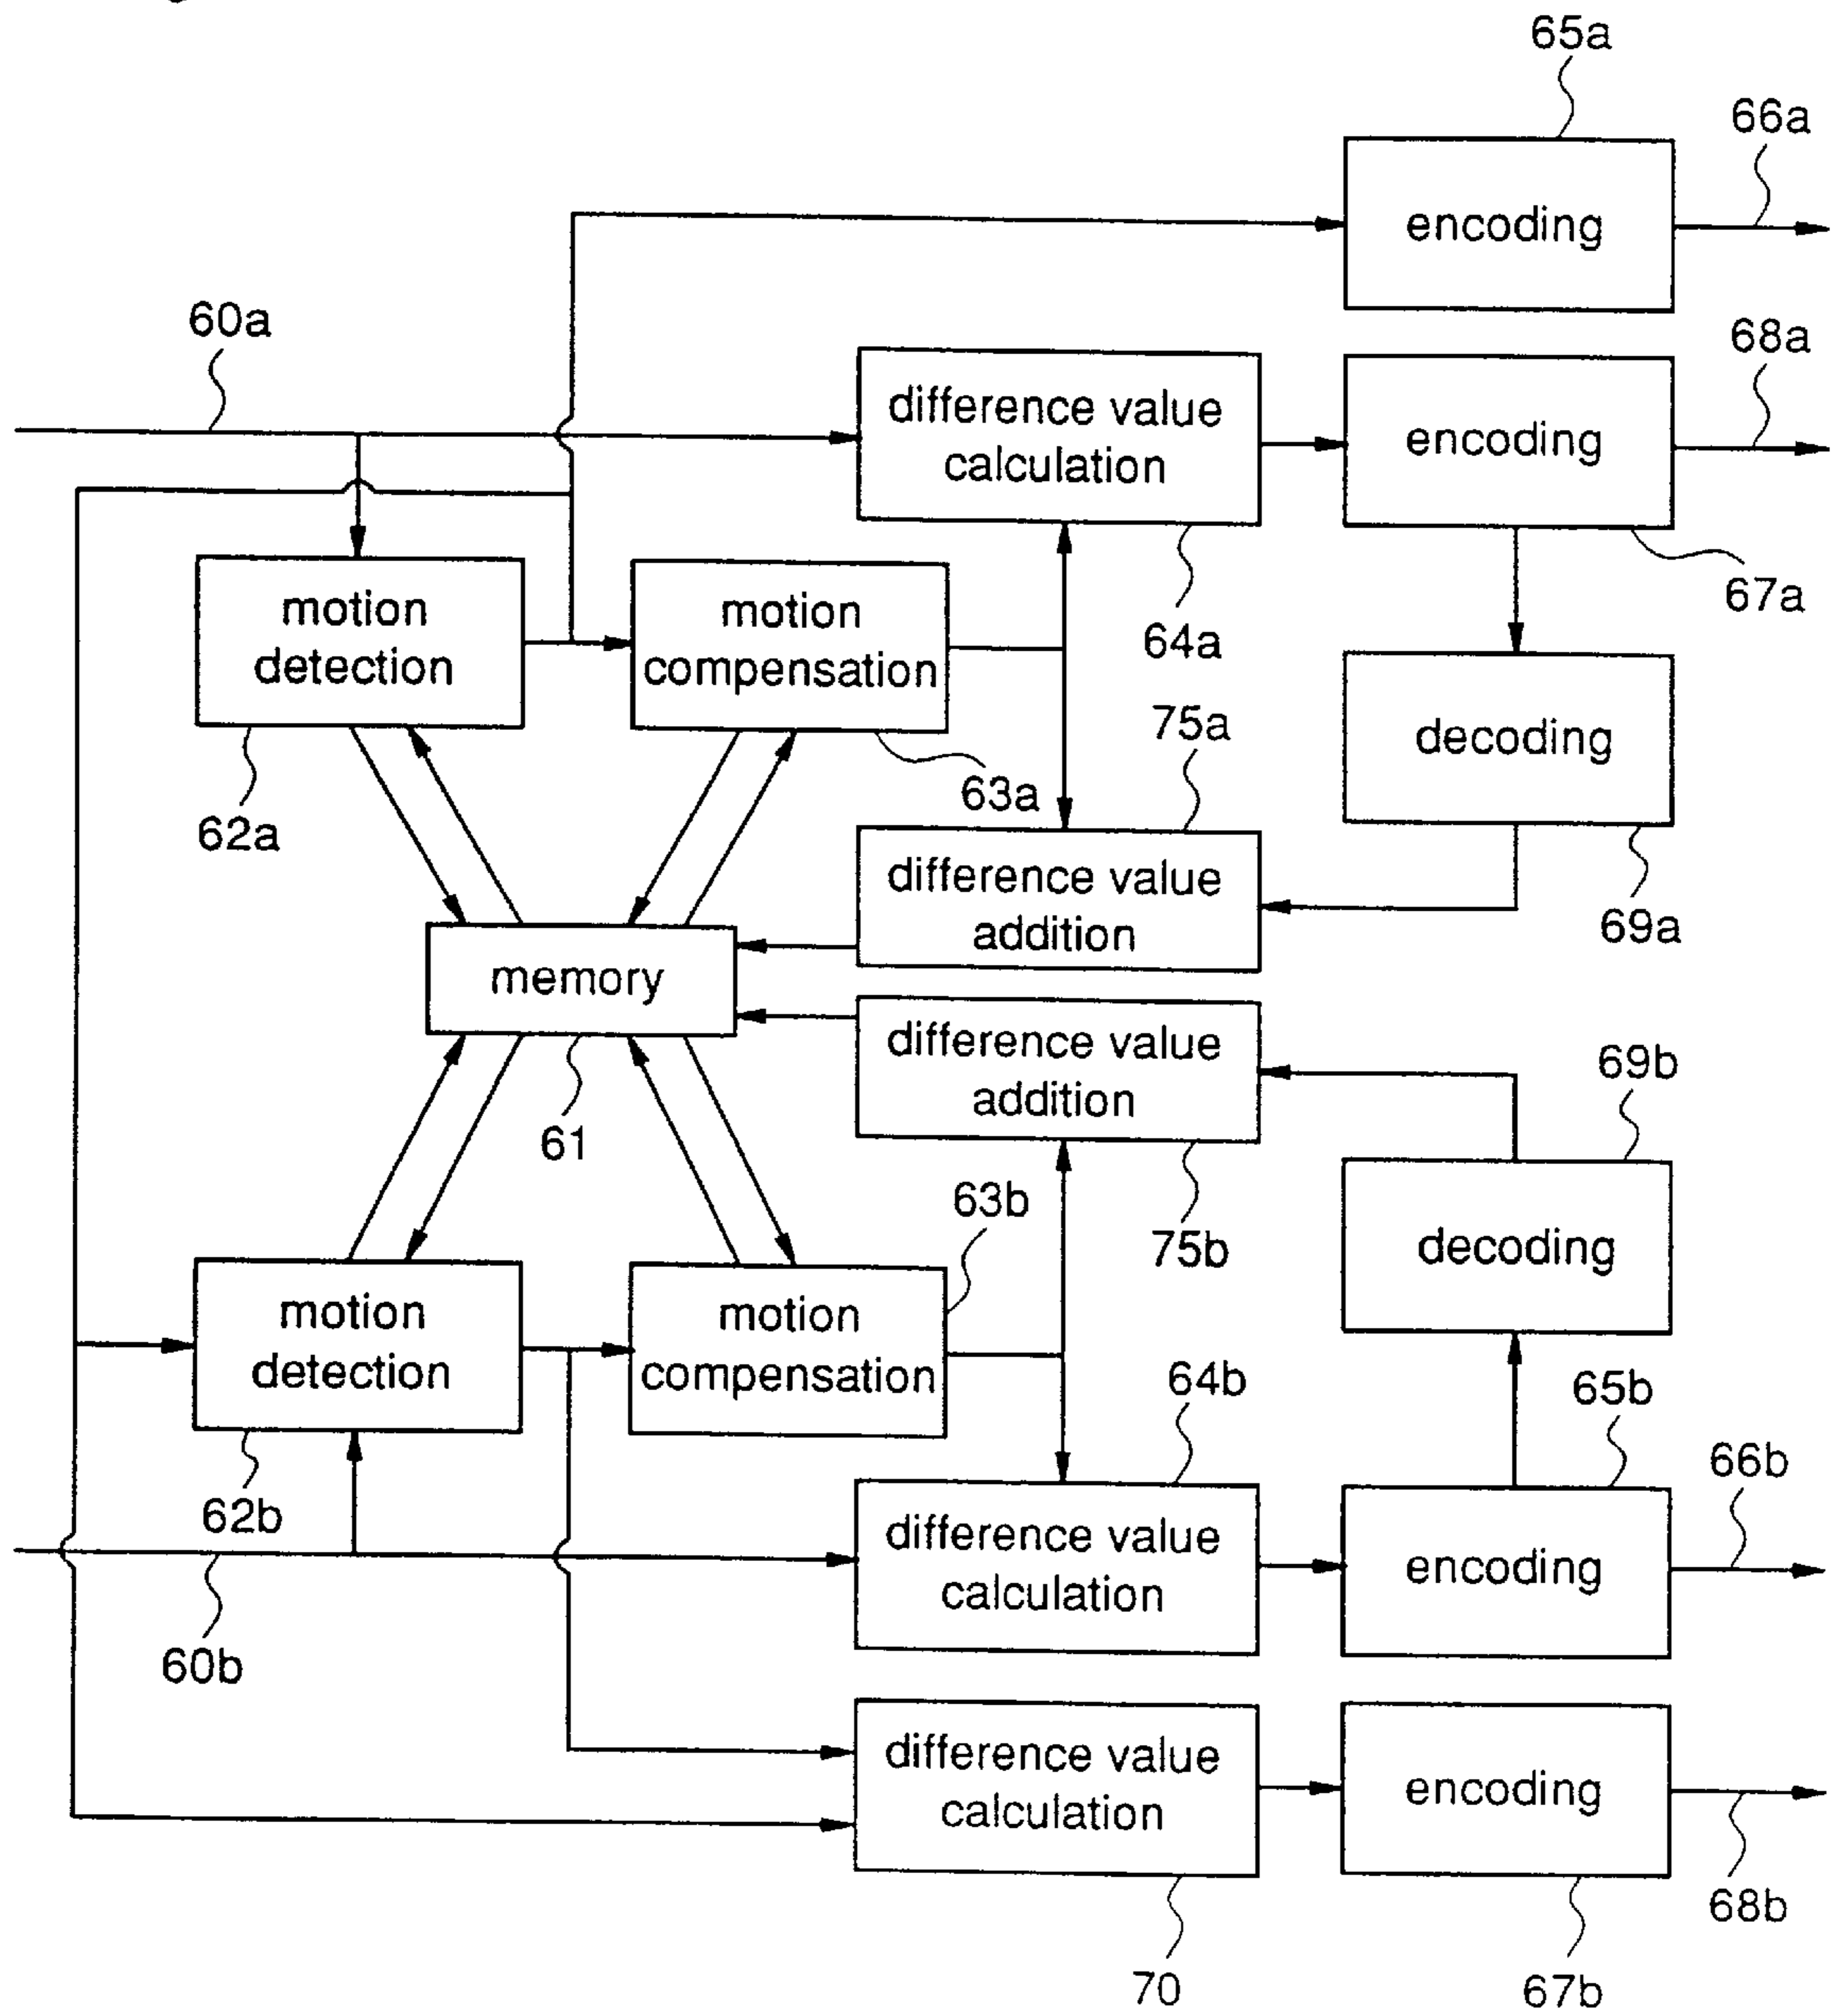 65a
66a
encoding
60a
68a
difference value
calculation
encoding
67a
motion
detection
motion
compensation
64a
75a
decoding
63a
62a
difference value
addition
69a
memory
difference value
addition
69b
61
63b
75b
decoding
motion
detection
motion
compensation
64b
65b
66b
62b
difference value
calculation
encoding
60b
difference value
calculation
encoding
68b
70
67b